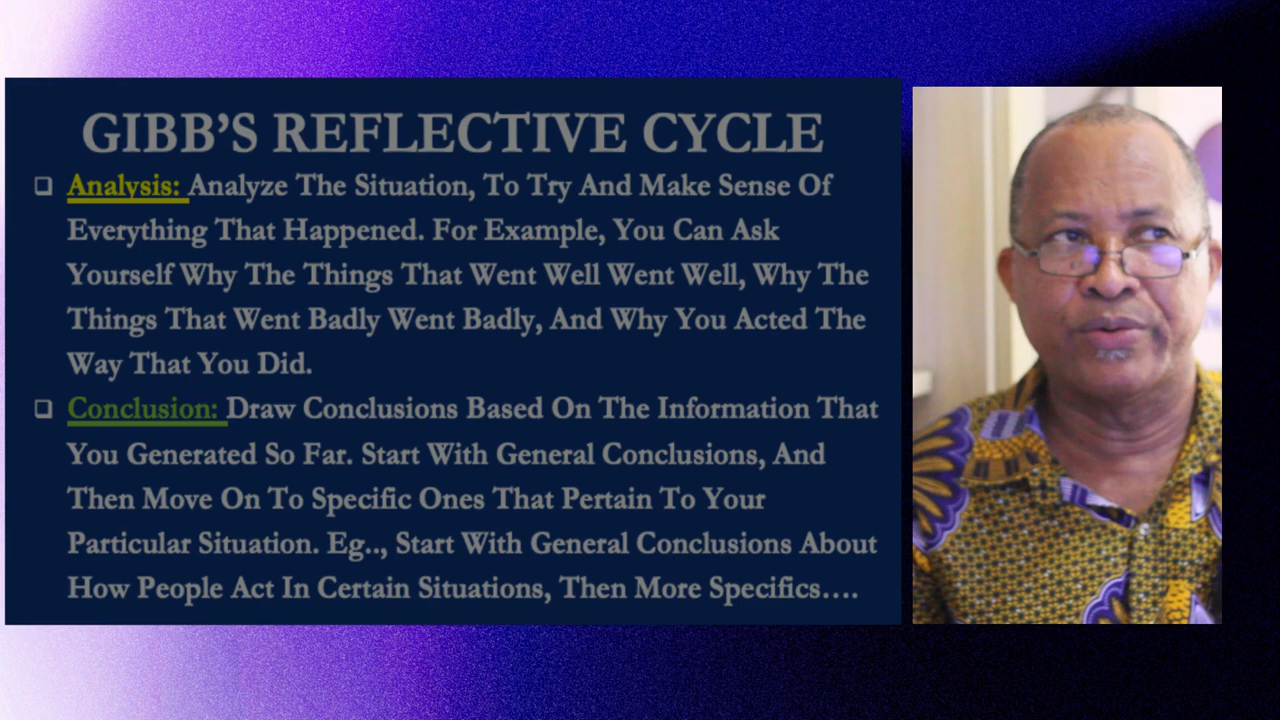 GIBB'S REFLECTIVE CYCLE
❑ Analysis: Analyze The Situation, To Try And Make Sense Of
Everything That Happened. For Example, You Can Ask
Yourself Why The Things That Went Well Went Well, Why The
Things That Went Badly Went Badly, And Why You Acted The
Way That You Did.
❑ Conclusion: Draw Conclusions Based On The Information That
You Generated So Far. Start With General Conclusions, And
Then Move On To Specific Ones That Pertain To Your
Particular Situation. Eg.., Start With General Conclusions About
How People Act In Certain Situations, Then More Specifics….